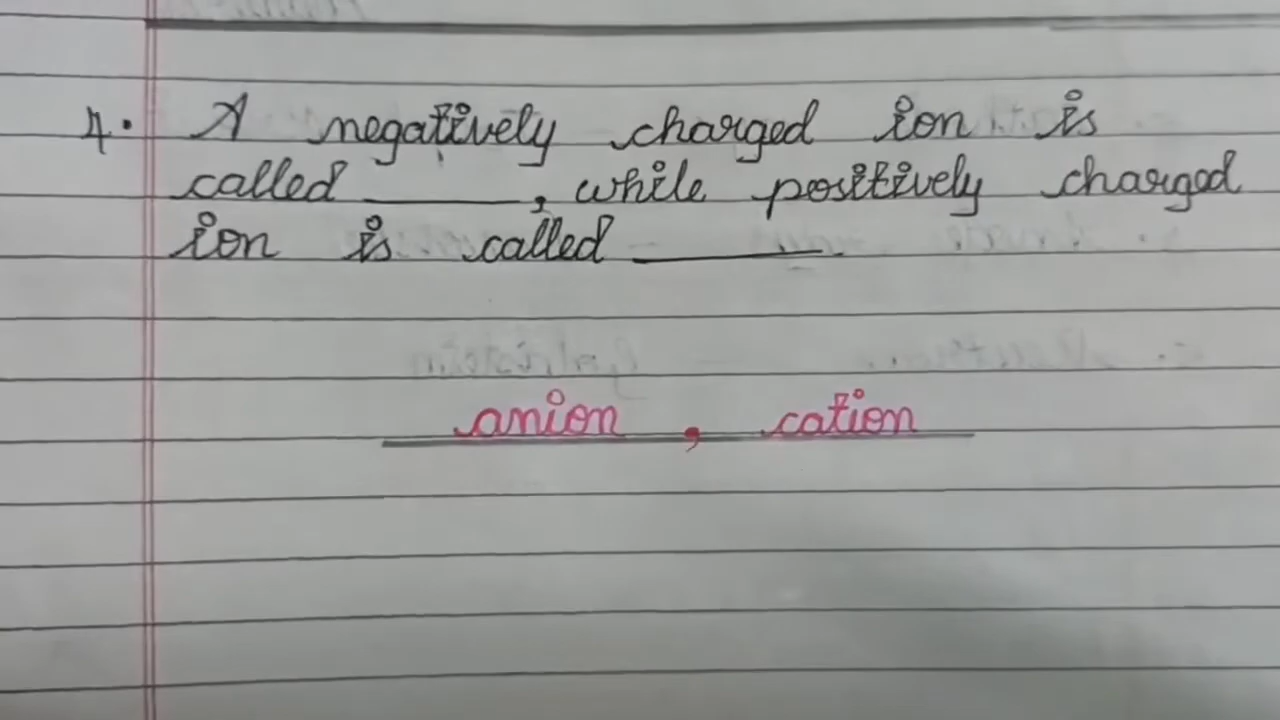 4. A negatively charged ion is
called ______, while positively charged
ion is called ______.
anion , cation